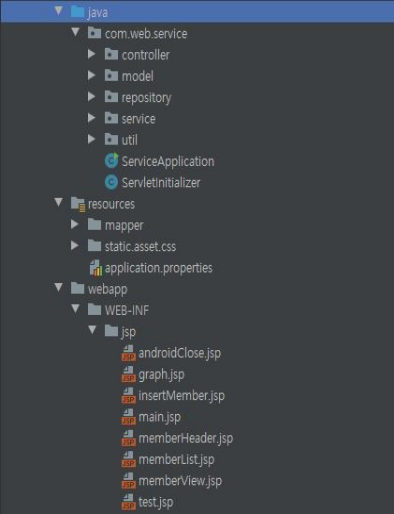 java
com.web.service
controller
model
repository
service
util
ServiceApplication
ServletInitializer
resources
mapper
static.asset.css
application.properties
webapp
WEB-INF
jsp
androidClose.jsp
graph.jsp
insertMember.jsp
main.jsp
memberHeader.jsp
memberList.jsp
memberView.jsp
test.jsp